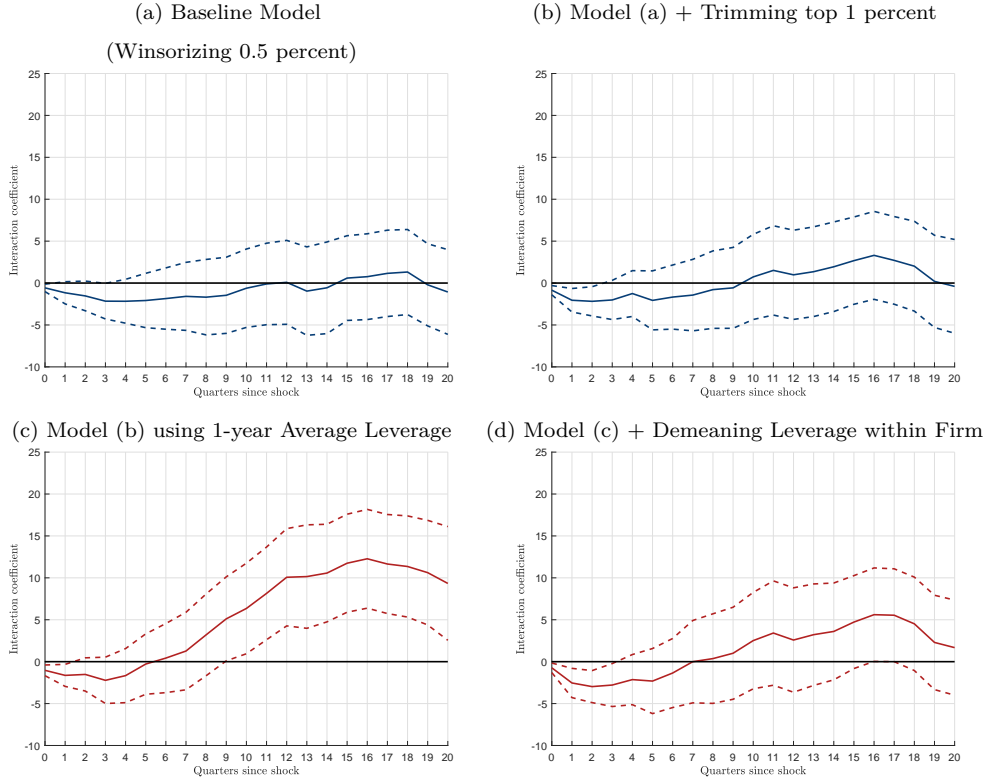 (a) Baseline Model
(Winsorizing 0.5 percent)
25
20
15
10
5
0
-5
-10
Interaction coefficient
0 1 2 3 4 5 6 7 8 9 10 11 12 13 14 15 16 17 18 19 20
Quarters since shock
(b) Model (a) + Trimming top 1 percent
25
20
15
10
5
0
-5
-10
Interaction coefficient
0 1 2 3 4 5 6 7 8 9 10 11 12 13 14 15 16 17 18 19 20
Quarters since shock
(c) Model (b) using 1-year Average Leverage
25
20
15
10
5
0
-5
-10
Interaction coefficient
0 1 2 3 4 5 6 7 8 9 10 11 12 13 14 15 16 17 18 19 20
Quarters since shock
(d) Model (c) + Demeaning Leverage within Firm
25
20
15
10
5
0
-5
-10
Interaction coefficient
0 1 2 3 4 5 6 7 8 9 10 11 12 13 14 15 16 17 18 19 20
Quarters since shock